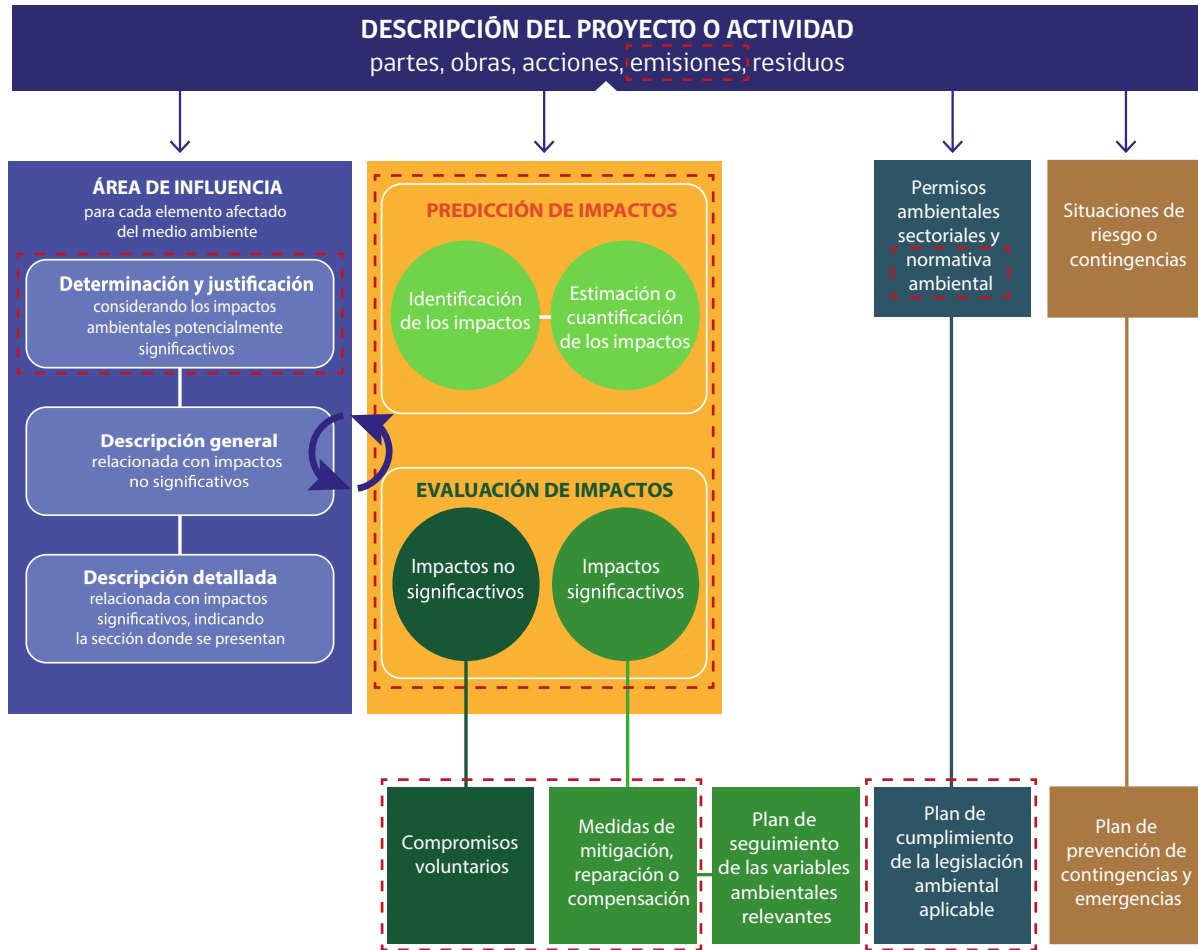 DESCRIPCIÓN DEL PROYECTO O ACTIVIDAD
partes, obras, acciones, emisiones, residuos
ÁREA DE INFLUENCIA
para cada elemento afectado
del medio ambiente
Determinación y justificación
considerando los impactos
ambientales potencialmente
significactivos
Descripción general
relacionada con impactos
no significativos
Descripción detallada
relacionada con impactos
significativos, indicando
la sección donde se presentan
PREDICCIÓN DE IMPACTOS
Identificación
de los impactos
Estimación o
cuantificación
de los impactos
EVALUACIÓN DE IMPACTOS
Impactos no
significactivos
Impactos
significactivos
Permisos
ambientales
sectoriales y
normativa
ambiental
Situaciones de
riesgo o
contingencias
Compromisos
voluntarios
Medidas de
mitigación,
reparación o
compensación
Plan de
seguimiento
de las variables
ambientales
relevantes
Plan de
cumplimiento
de la legislación
ambiental
aplicable
Plan de
prevención de
contingencias y
emergencias